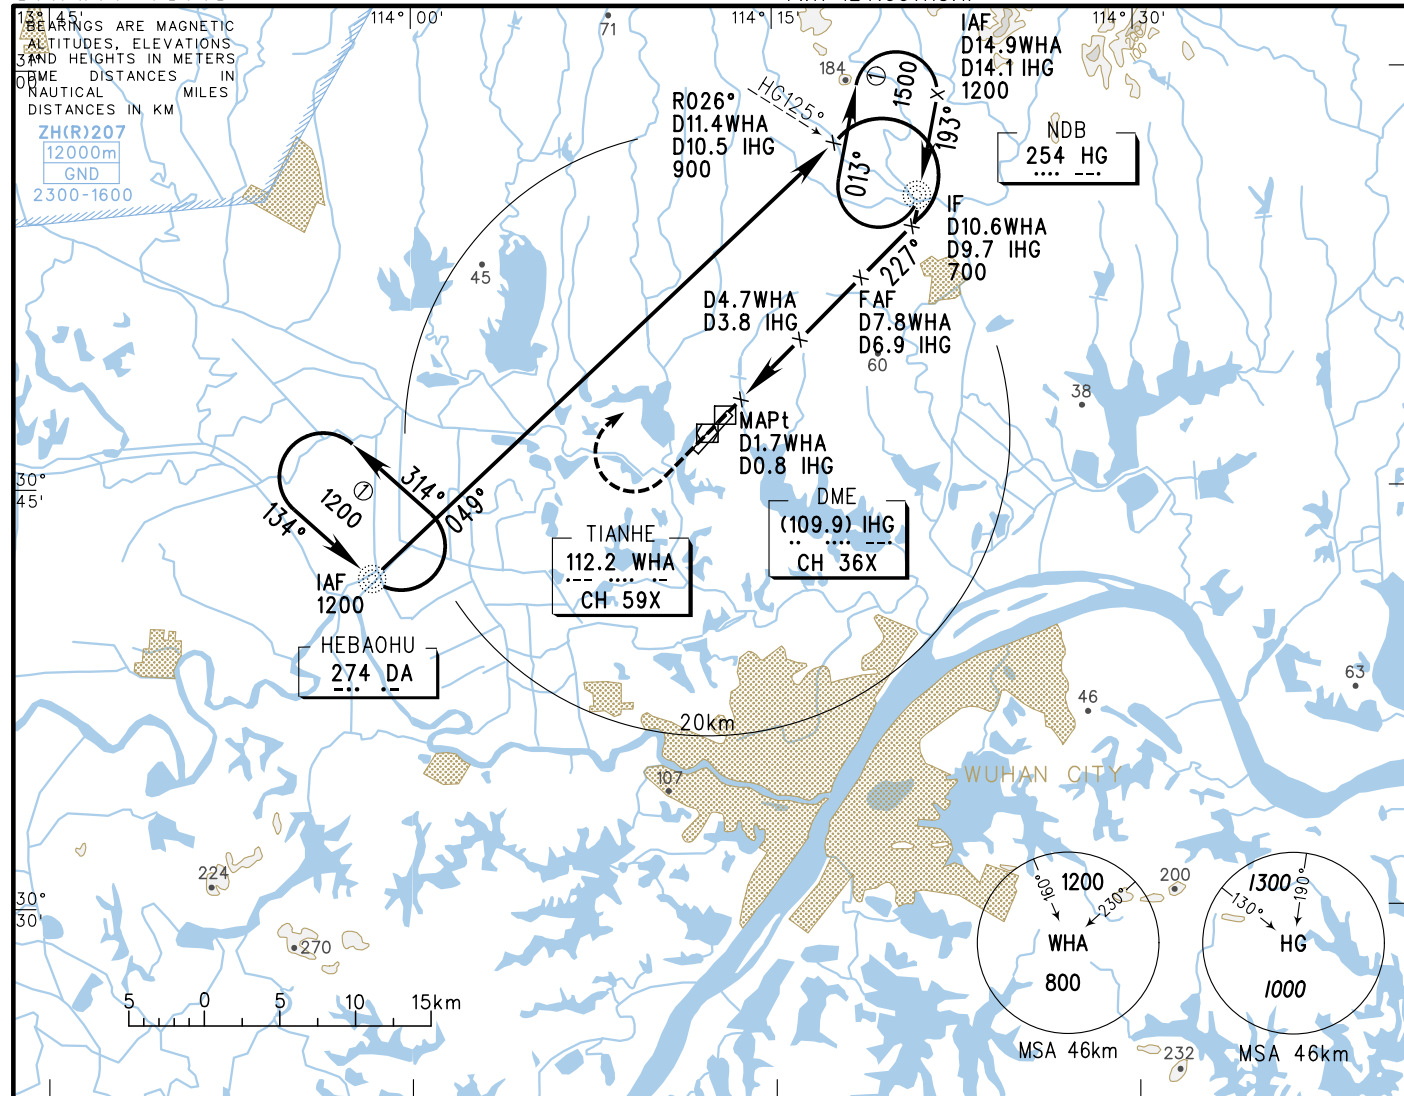 13°45'
114°00'
114°15'
114°30'
BEARINGS ARE MAGNETIC
ALTITUDES, ELEVATIONS
AND HEIGHTS IN METERS
DME DISTANCES IN
NAUTICAL MILES
DISTANCES IN KM
31°
00'
ZH(R)207
12000m
GND
2300-1600
71
184
IAF
D14.9WHA
D14.1 IHG
1200
HG125°
1
1500
193°
013°
R026°
D11.4WHA
D10.5 IHG
900
NDB
254 HG
.... --.
IF
D10.6WHA
D9.7 IHG
700
227°
45
D4.7WHA
D3.8 IHG
FAF
D7.8WHA
D6.9 IHG
60
38
MAPt
D1.7WHA
D0.8 IHG
30°
45'
314°
049°
1
1200
134°
IAF
1200
TIANHE
112.2 WHA
.-- .... .-
CH 59X
DME
(109.9) IHG
.. .... --.
CH 36X
HEBAOHU
274 DA
-.. .-
63
46
20km
107
WUHAN CITY
224
270
200
30°
30'
1200
160°
230°
WHA
800
MSA 46km
1300
130°
190°
HG
1000
MSA 46km
232
5 0 5 10 15km